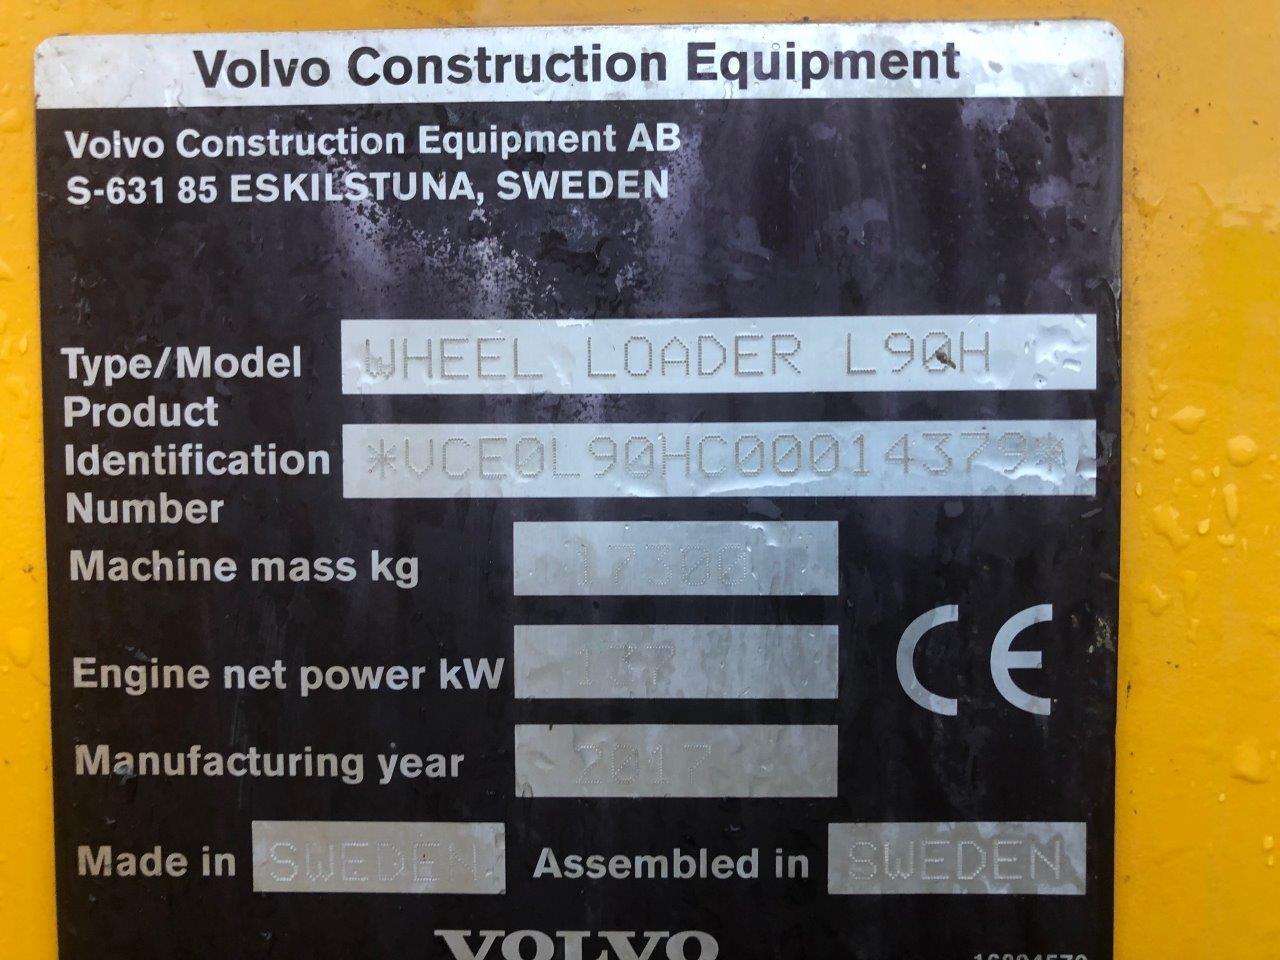 Volvo Construction Equipment
Volvo Construction Equipment AB
S-631 85 ESKILSTUNA, SWEDEN
Type/Model WHEEL LOADER L90H
Product
Identification *VCE0L90HC00014379*
Number
Machine mass kg 17300
Engine net power kW 137
CE
Manufacturing year 2017
Made in SWEDEN Assembled in SWEDEN
VOLVO